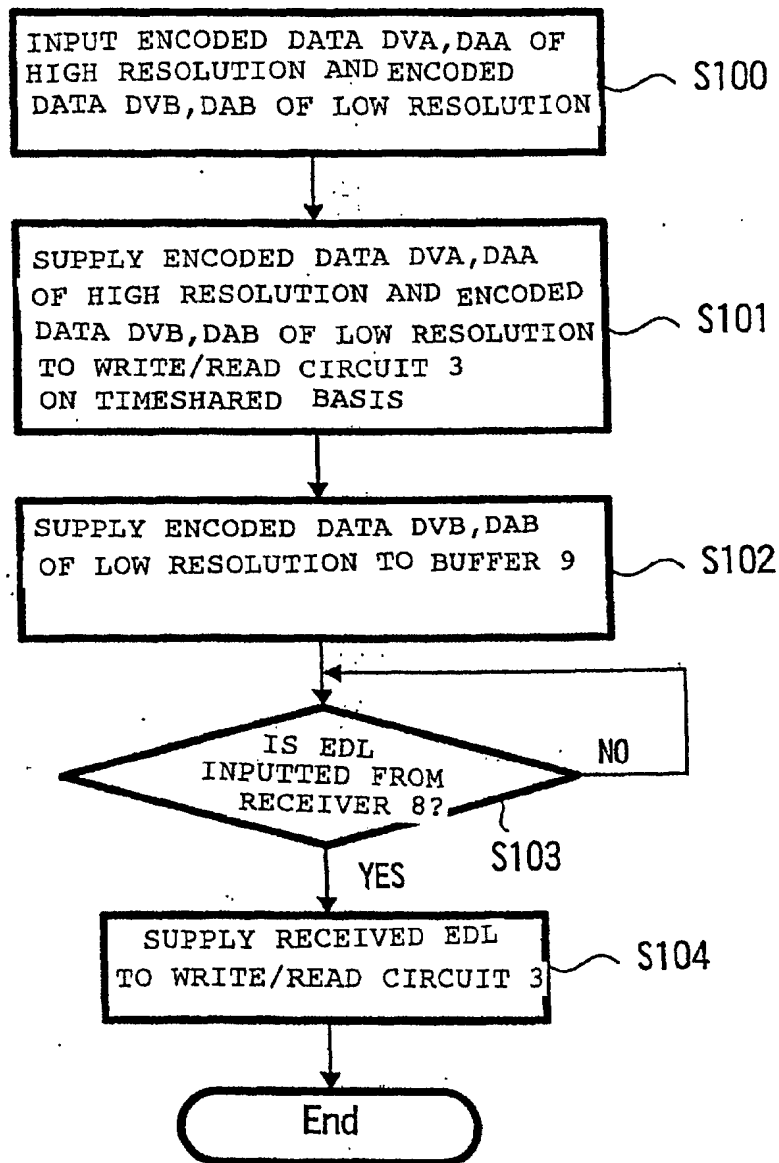 INPUT ENCODED DATA DVA,DAA OF
HIGH RESOLUTION AND ENCODED
DATA DVB,DAB OF LOW RESOLUTION
S100
SUPPLY ENCODED DATA DVA,DAA
OF HIGH RESOLUTION AND ENCODED
DATA DVB,DAB OF LOW RESOLUTION
TO WRITE/READ CIRCUIT 3
ON TIMESHARED BASIS
S101
SUPPLY ENCODED DATA DVB,DAB
OF LOW RESOLUTION TO BUFFER 9
S102
IS EDL
INPUTTED FROM
RECEIVER 8?
NO
S103
YES
SUPPLY RECEIVED EDL
TO WRITE/READ CIRCUIT 3
S104
End